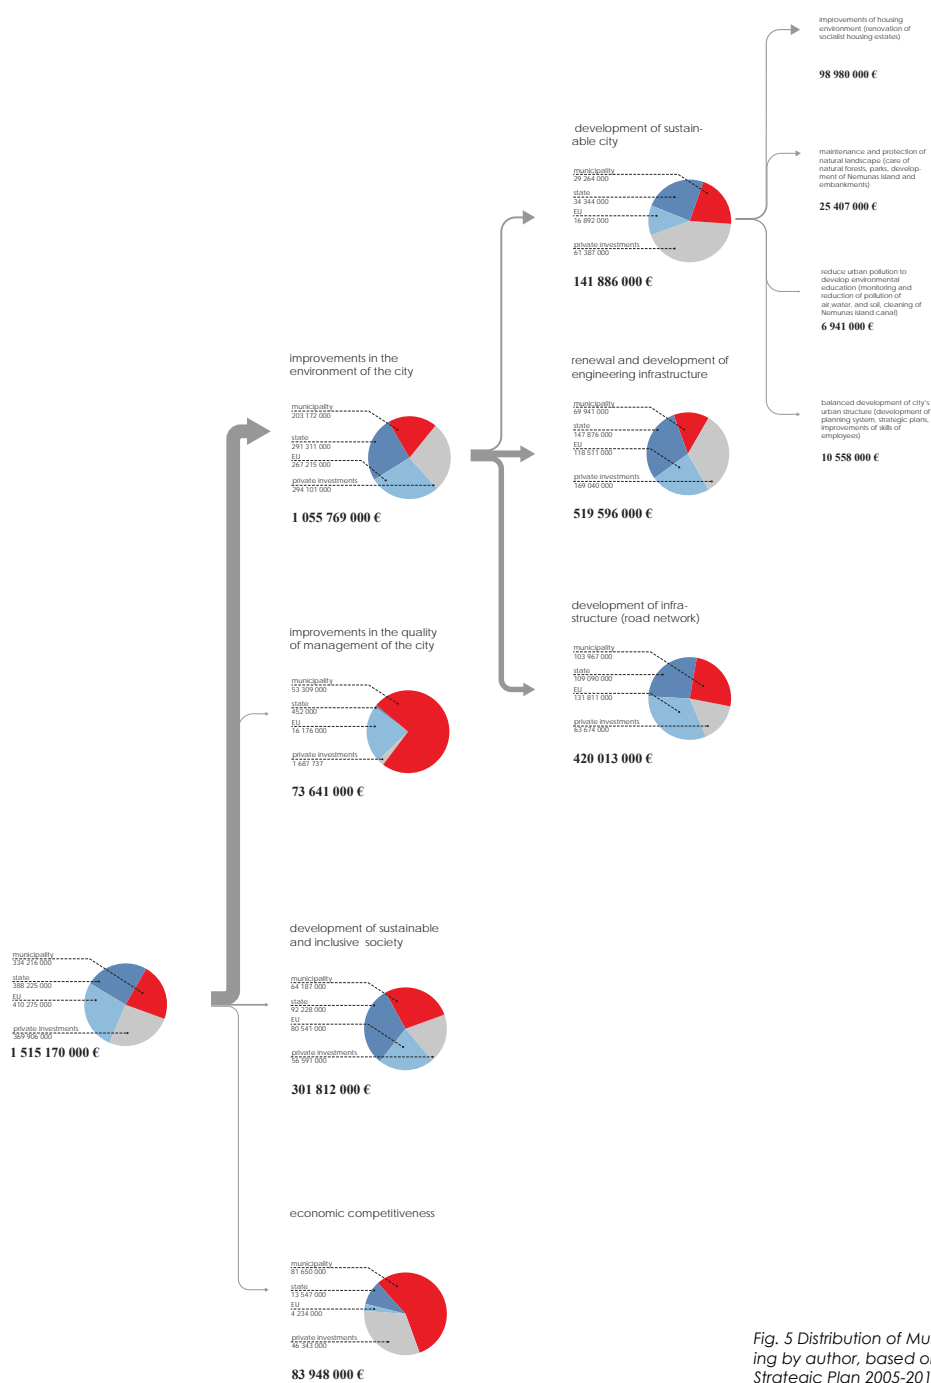 improvements of housing
environment (renovation of
socialist housing estates)
98 980 000 €
development of sustain-
able city
municipality
29 264 000
state
34 344 000
EU
16 892 000
private investments
61 387 000
141 886 000 €
maintenance and protection of
natural landscape (care of
natural forests, parks, develop-
ment of Nemunas island and
embankments)
25 407 000 €
reduce urban pollution to
develop environmental
education (monitoring and
reduction of pollution of
air,water, and soil, cleaning of
Nemunas island canal)
6 941 000 €
improvements in the
environment of the city
municipality
203 172 000
state
291 311 000
EU
267 215 000
private investments
294 101 000
1 055 769 000 €
renewal and development of
engineering infrastructure
municipality
69 941 000
state
147 876 000
EU
118 511 000
private investments
169 040 000
519 596 000 €
balanced development of city's
urban structure (development of
planning system, strategic plans,
improvements of skills of
employees)
10 558 000 €
development of infra-
structure (road network)
municipality
103 967 000
state
109 090 000
EU
131 811 000
private investments
63 674 000
420 013 000 €
improvements in the quality
of management of the city
municipality
53 309 000
state
452 000
EU
16 176 000
private investments
1 687 737
73 641 000 €
development of sustainable
and inclusive society
municipality
64 187 000
state
92 228 000
EU
80 541 000
private investments
56 591 000
301 812 000 €
municipality
334 216 000
state
388 225 000
EU
410 275 000
private investments
369 906 000
1 515 170 000 €
economic competitiveness
municipality
81 650 000
state
13 547 000
EU
4 234 000
private investments
46 343 000
83 948 000 €
Fig. 5 Distribution of Mu
ing by author, based o
Strategic Plan 2005-201